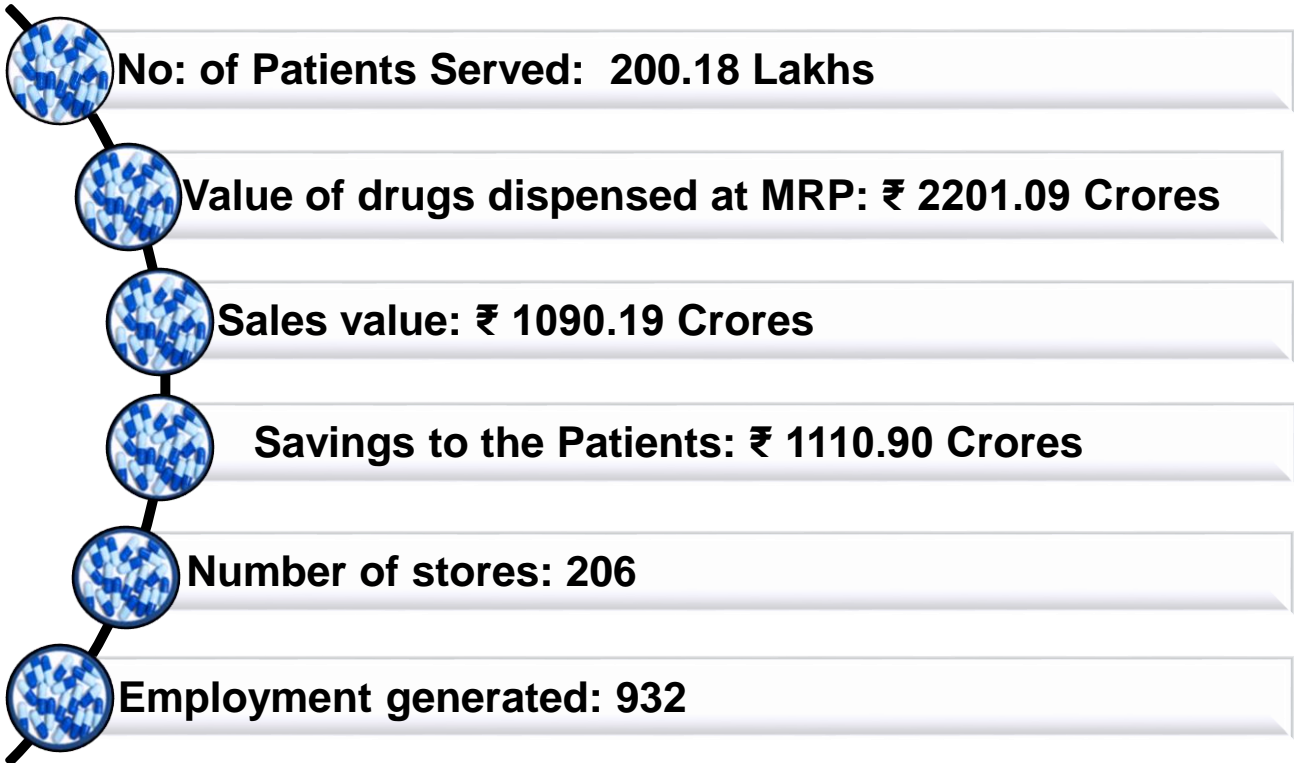 No: of Patients Served: 200.18 Lakhs
Value of drugs dispensed at MRP: ₹ 2201.09 Crores
Sales value: ₹ 1090.19 Crores
Savings to the Patients: ₹ 1110.90 Crores
Number of stores: 206
Employment generated: 932